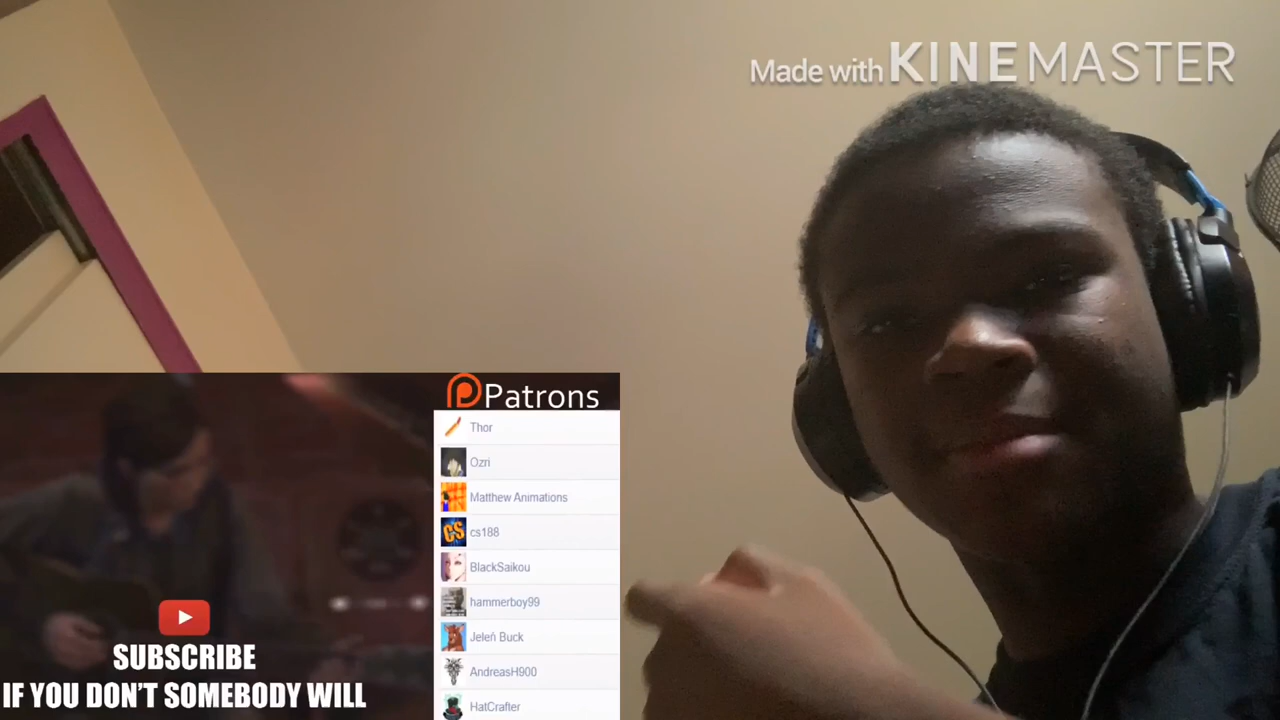 Made with KINEMASTER
Patrons
Thor
Ozri
Matthew Animations
cs188
BlackSaikou
hammerboy99
Jeleń Buck
AndreasH900
HatCrafter
SUBSCRIBE
IF YOU DON'T SOMEBODY WILL